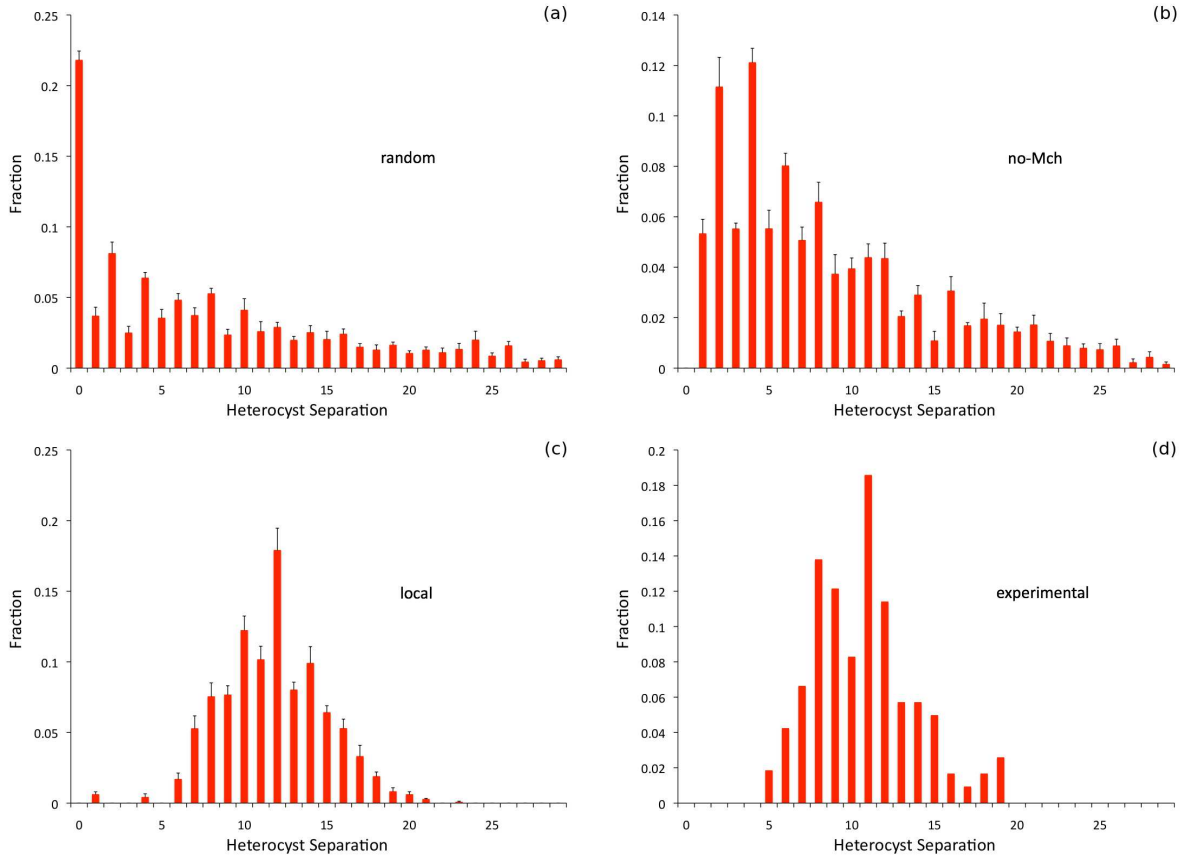 (a)
0.25
0.2
0.15
0.1
0.05
0
Fraction
random
0 5 10 15 20 25
Heterocyst Separation
(b)
0.14
0.12
0.1
0.08
0.06
0.04
0.02
0
Fraction
no-Mch
0 5 10 15 20 25
Heterocyst Separation
(c)
0.25
0.2
0.15
0.1
0.05
0
Fraction
local
0 5 10 15 20 25
Heterocyst Separation
(d)
0.2
0.18
0.16
0.14
0.12
0.1
0.08
0.06
0.04
0.02
0
Fraction
experimental
0 5 10 15 20 25
Heterocyst Separation